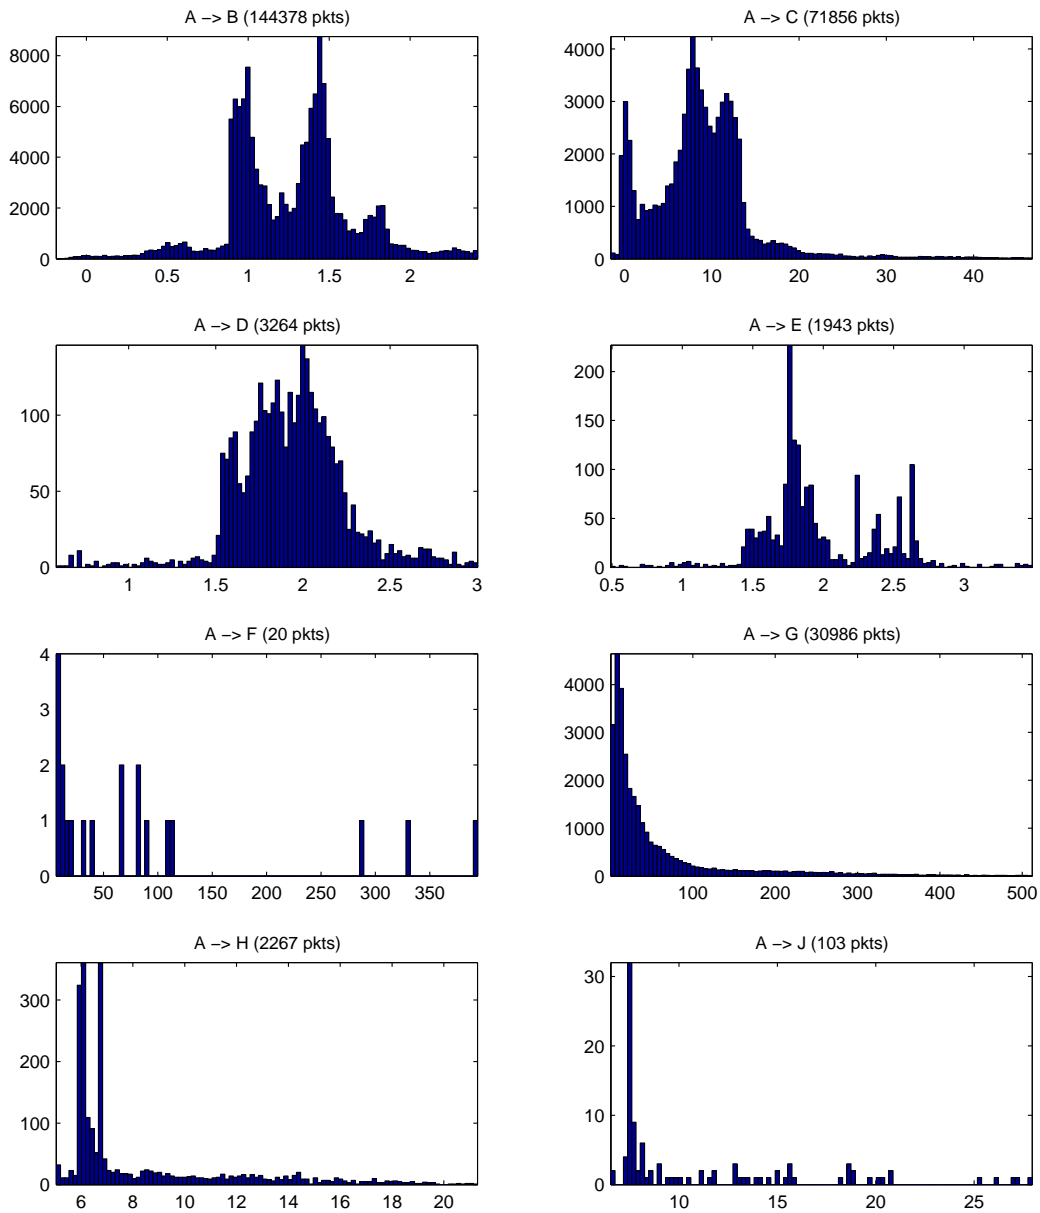 A −> B (144378 pkts)
8000
6000
4000
2000
0
0 0.5 1 1.5 2
A −> C (71856 pkts)
4000
3000
2000
1000
0
0 10 20 30 40
A −> D (3264 pkts)
100
50
0
1 1.5 2 2.5 3
A −> E (1943 pkts)
200
150
100
50
0
0.5 1 1.5 2 2.5 3
A −> F (20 pkts)
4
3
2
1
0
50 100 150 200 250 300 350
A −> G (30986 pkts)
4000
3000
2000
1000
0
100 200 300 400 500
A −> H (2267 pkts)
300
200
100
0
6 8 10 12 14 16 18 20
A −> J (103 pkts)
30
20
10
0
10 15 20 25